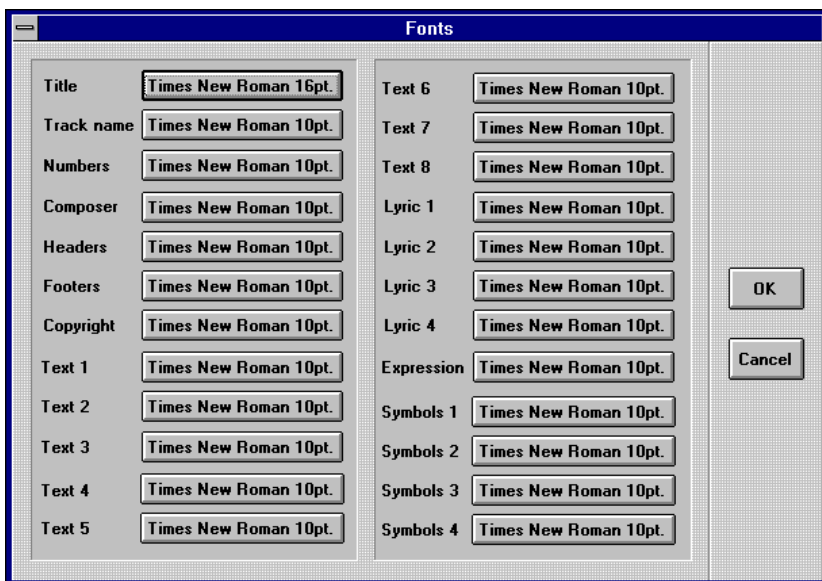 Fonts
Title Times New Roman 16pt.
Track name Times New Roman 10pt.
Numbers Times New Roman 10pt.
Composer Times New Roman 10pt.
Headers Times New Roman 10pt.
Footers Times New Roman 10pt.
Copyright Times New Roman 10pt.
Text 1 Times New Roman 10pt.
Text 2 Times New Roman 10pt.
Text 3 Times New Roman 10pt.
Text 4 Times New Roman 10pt.
Text 5 Times New Roman 10pt.
Text 6 Times New Roman 10pt.
Text 7 Times New Roman 10pt.
Text 8 Times New Roman 10pt.
Lyric 1 Times New Roman 10pt.
Lyric 2 Times New Roman 10pt.
Lyric 3 Times New Roman 10pt.
Lyric 4 Times New Roman 10pt.
Expression Times New Roman 10pt.
Symbols 1 Times New Roman 10pt.
Symbols 2 Times New Roman 10pt.
Symbols 3 Times New Roman 10pt.
Symbols 4 Times New Roman 10pt.
OK
Cancel